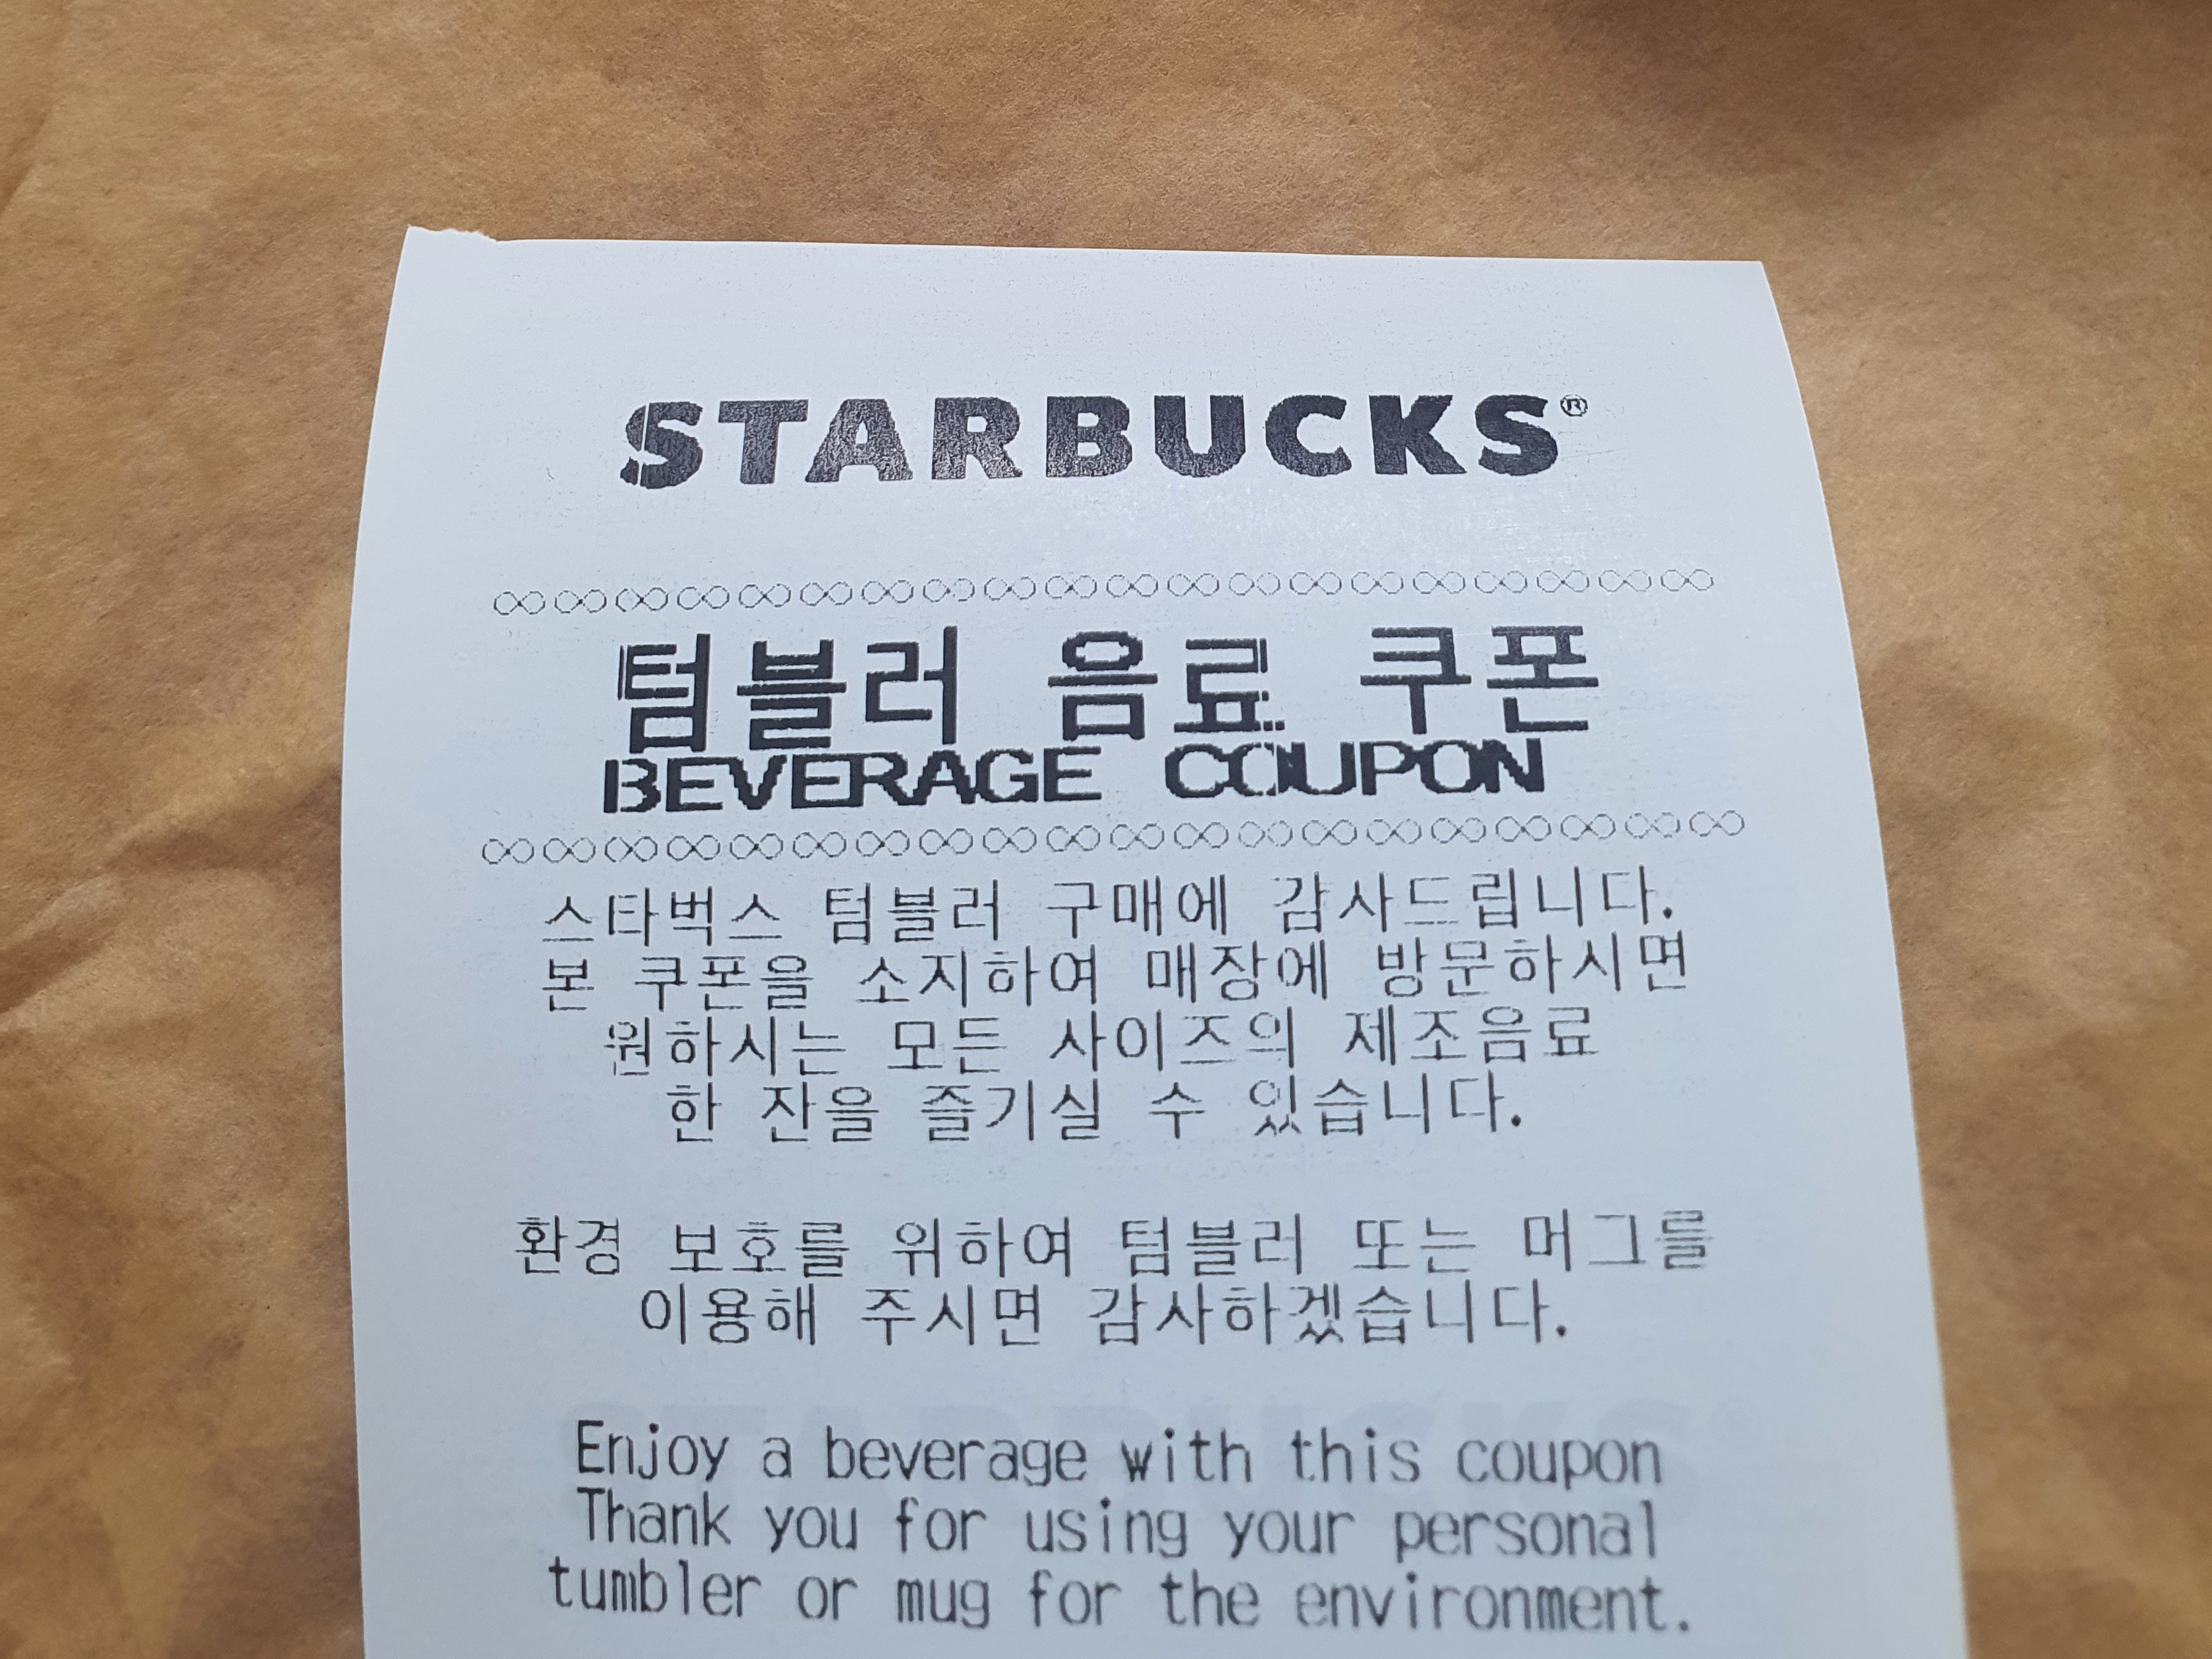 STARBUCKS®
∞∞∞∞∞∞∞∞∞∞∞∞∞∞∞∞∞∞∞∞
텀블러 음료 쿠폰
BEVERAGE COUPON
∞∞∞∞∞∞∞∞∞∞∞∞∞∞∞∞∞∞∞∞
스타벅스 텀블러 구매에 감사드립니다.
본 쿠폰을 소지하여 매장에 방문하시면
원하시는 모든 사이즈의 제조음료
한 잔을 즐기실 수 있습니다.
환경 보호를 위하여 텀블러 또는 머그를
이용해 주시면 감사하겠습니다.
Enjoy a beverage with this coupon
Thank you for using your personal
tumbler or mug for the environment.